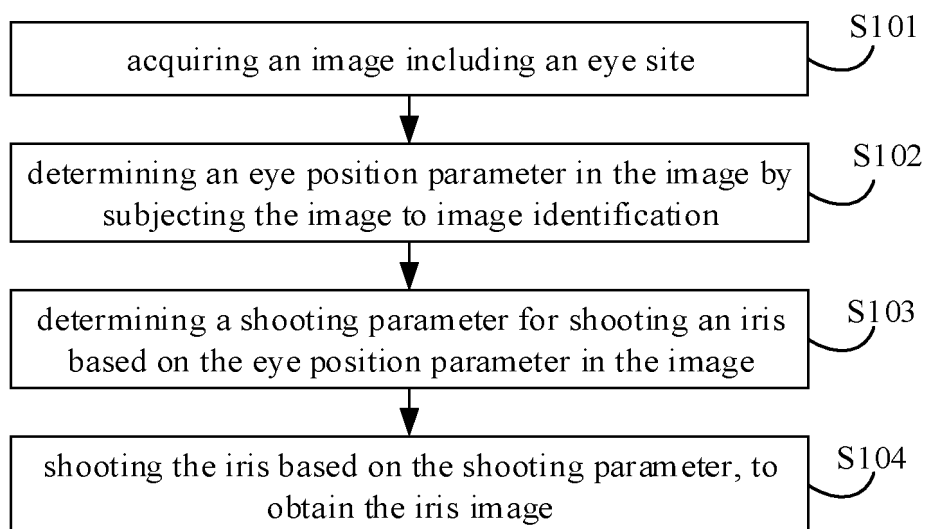 S101
acquiring an image including an eye site
S102
determining an eye position parameter in the image by
subjecting the image to image identification
S103
determining a shooting parameter for shooting an iris
based on the eye position parameter in the image
S104
shooting the iris based on the shooting parameter, to
obtain the iris image